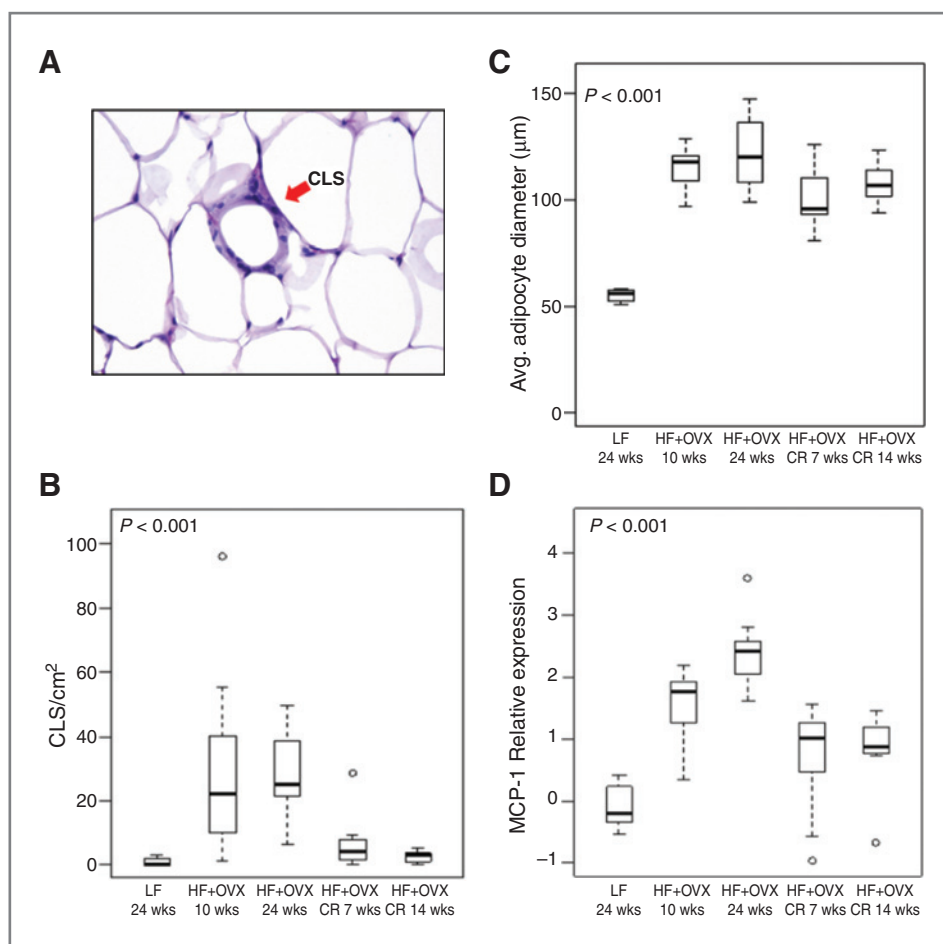 A
CLS
B
P < 0.001
CLS/cm²
100
80
60
40
20
0
LF HF+OVX HF+OVX HF+OVX HF+OVX
24 wks 10 wks 24 wks CR 7 wks CR 14 wks
C
P < 0.001
Avg. adipocyte diameter (μm)
150
100
50
0
LF HF+OVX HF+OVX HF+OVX HF+OVX
24 wks 10 wks 24 wks CR 7 wks CR 14 wks
D
P < 0.001
MCP-1 Relative expression
4
3
2
1
0
–1
LF HF+OVX HF+OVX HF+OVX HF+OVX
24 wks 10 wks 24 wks CR 7 wks CR 14 wks